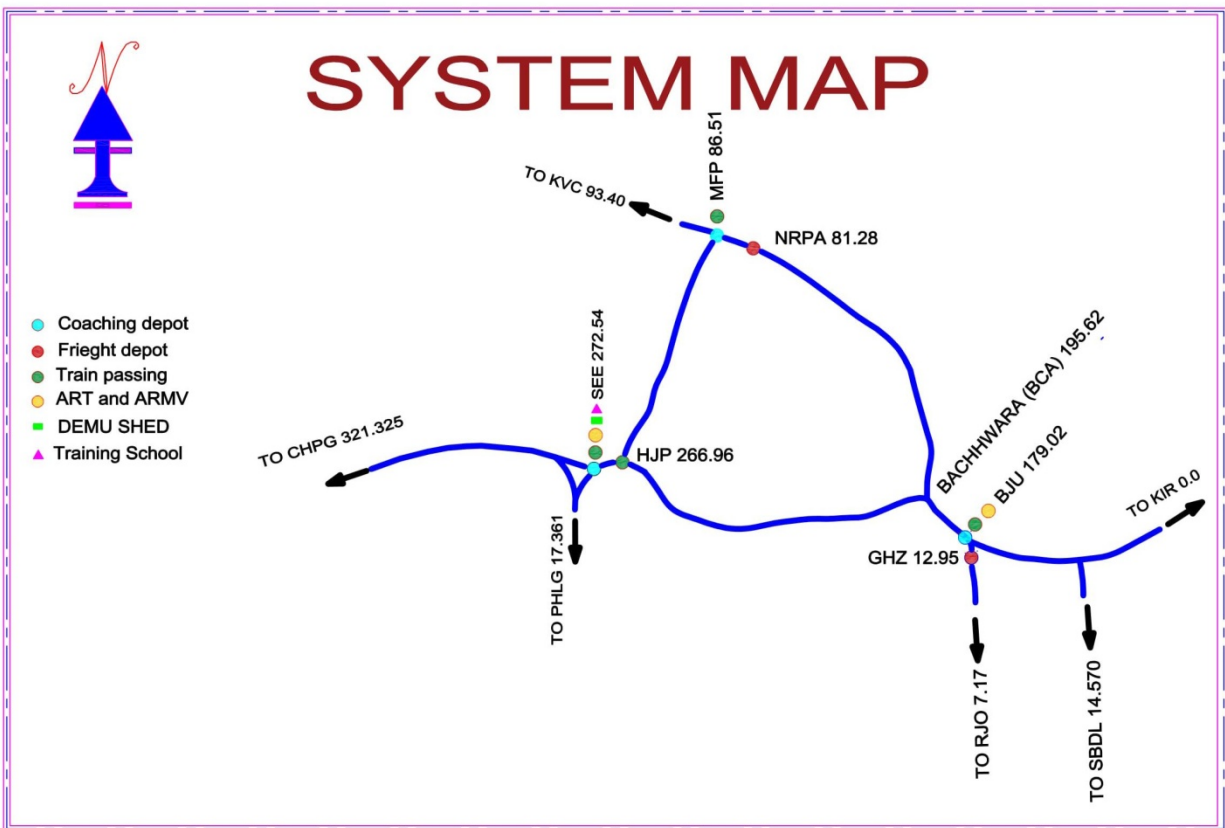 N
SYSTEM MAP
MFP 86.51
TO KVC 93.40
NRPA 81.28
Coaching depot
Frieght depot
Train passing
ART and ARMV
DEMU SHED
Training School
SEE 272.54
BACHHWARA (BCA) 195.62
TO CHPG 321.325
HJP 266.96
BJU 179.02
TO KIR 0.0
GHZ 12.95
TO PHLG 17.361
TO RJO 7.17
TO SBDL 14.570